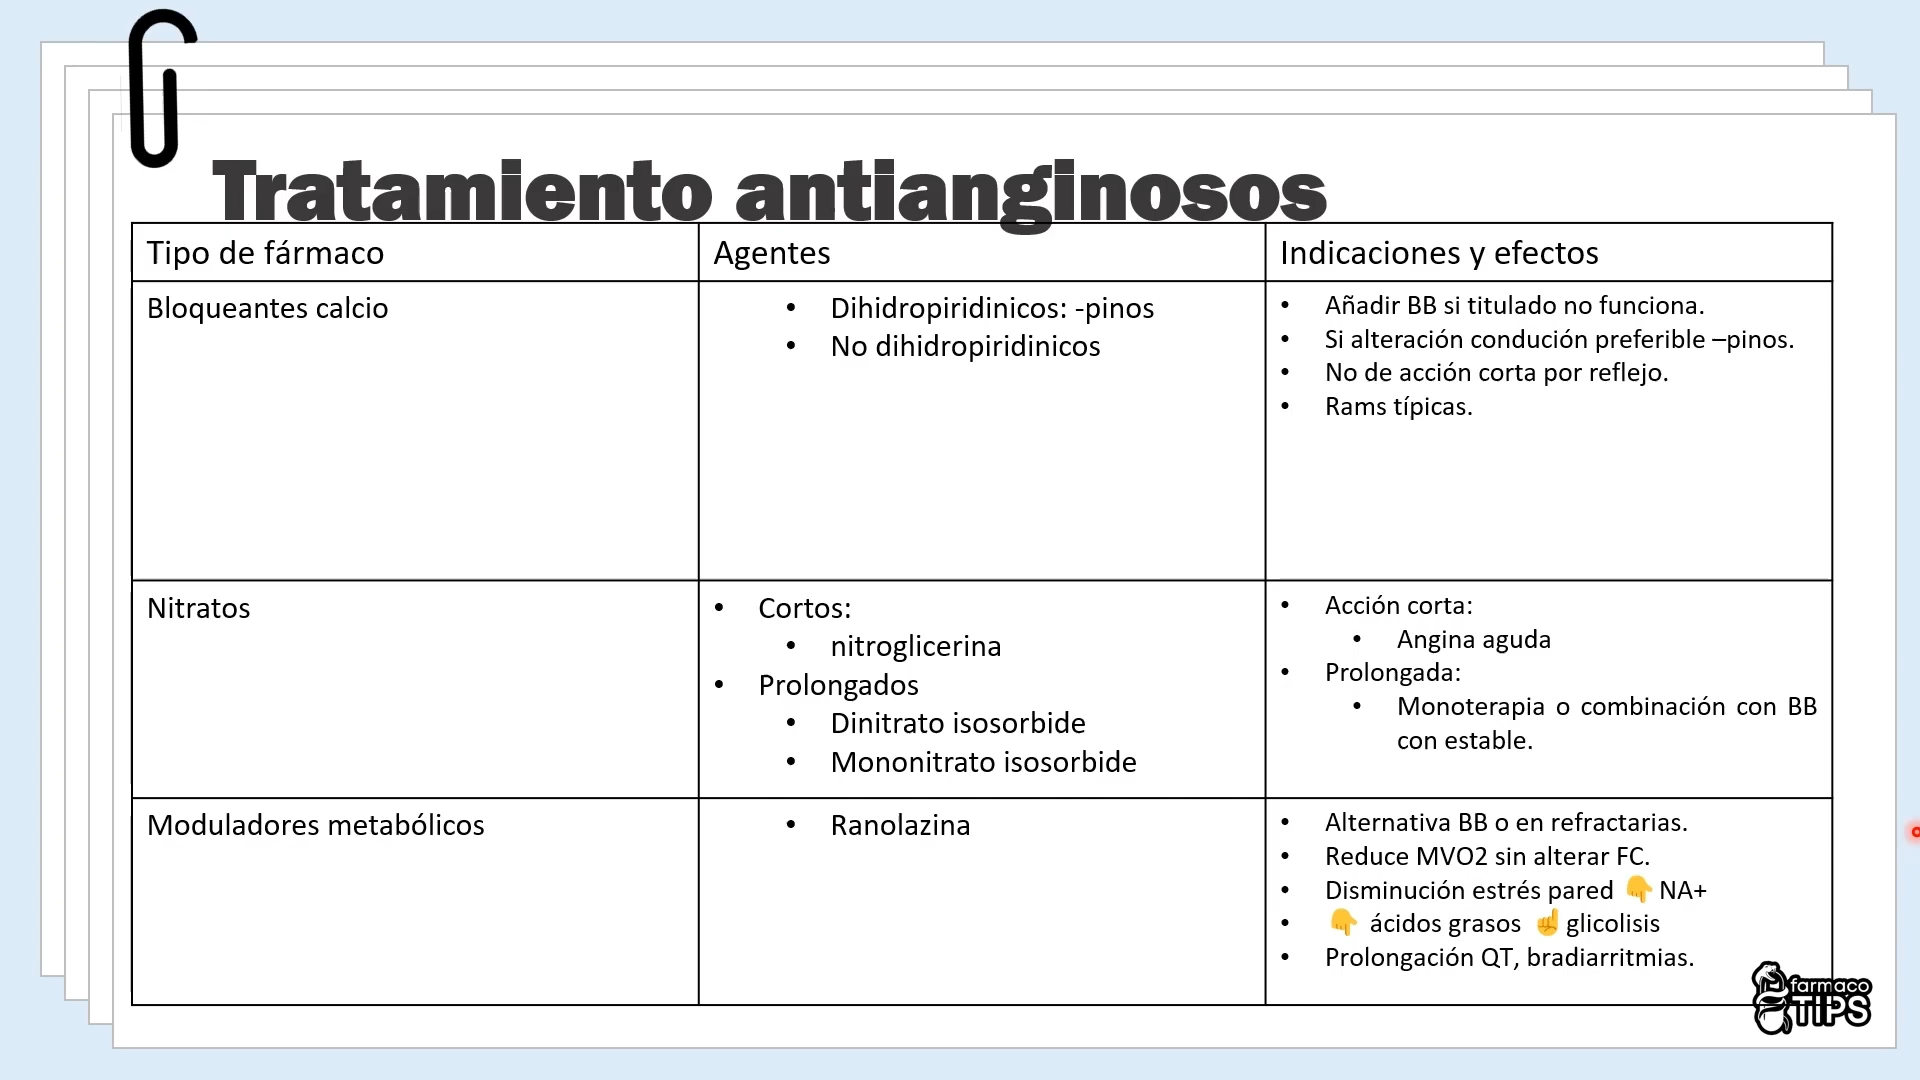 Tratamiento antianginosos
Tipo de fármaco
Agentes
Indicaciones y efectos
Bloqueantes calcio
• Dihidropiridinicos: -pinos
• No dihidropiridinicos
• Añadir BB si titulado no funciona.
• Si alteración condución preferible –pinos.
• No de acción corta por reflejo.
• Rams típicas.
Nitratos
• Cortos:
• nitroglicerina
• Prolongados
• Dinitrato isosorbide
• Mononitrato isosorbide
• Acción corta:
• Angina aguda
• Prolongada:
• Monoterapia o combinación con BB
con estable.
Moduladores metabólicos
• Ranolazina
• Alternativa BB o en refractarias.
• Reduce MVO2 sin alterar FC.
• Disminución estrés pared 👇 NA+
• 👇 ácidos grasos ☝ glicolisis
• Prolongación QT, bradiarritmias.
farmaco
TIPS